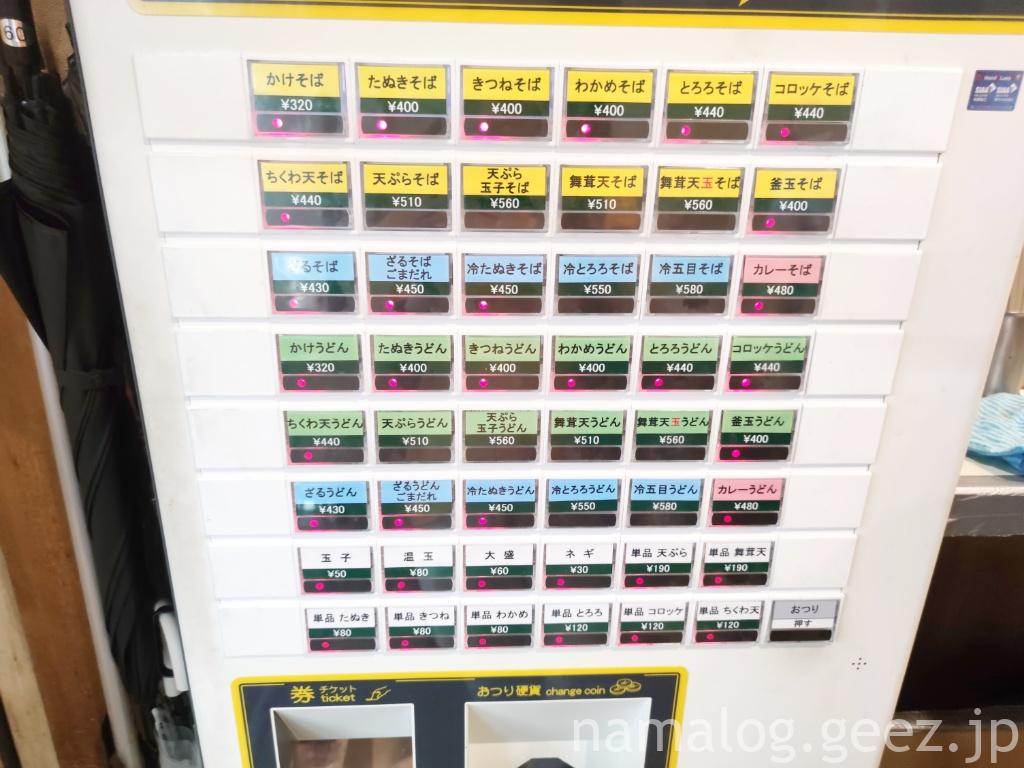 かけそば たぬきそば きつねそば わかめそば とろろそば コロッケそば
¥320 ¥400 ¥400 ¥400 ¥440 ¥440
ちくわ天そば 天ぷらそば 天ぷら玉子そば 舞茸天そば 舞茸天玉そば 釜玉そば
¥440 ¥510 ¥560 ¥510 ¥560 ¥400
ざるそば ざるそばごまだれ 冷たぬきそば 冷とろろそば 冷五目そば カレーそば
¥430 ¥450 ¥450 ¥550 ¥580 ¥480
かけうどん たぬきうどん きつねうどん わかめうどん とろろうどん コロッケうどん
¥320 ¥400 ¥400 ¥400 ¥440 ¥440
ちくわ天うどん 天ぷらうどん 天ぷら玉子うどん 舞茸天うどん 舞茸天玉うどん 釜玉うどん
¥440 ¥510 ¥560 ¥510 ¥560 ¥400
ざるうどん ざるうどんごまだれ 冷たぬきうどん 冷とろろうどん 冷五目うどん カレーうどん
¥430 ¥450 ¥450 ¥550 ¥580 ¥480
玉子 温玉 大盛 ネギ 単品 天ぷら 単品 舞茸天
¥50 ¥80 ¥60 ¥30 ¥190 ¥190
単品 たぬき 単品 きつね 単品 わかめ 単品 とろろ 単品 コロッケ 単品 ちくわ天 おつり
¥80 ¥80 ¥80 ¥120 ¥120 ¥120 押す
券 チケット ticket おつり硬貨 change coin
namalog.geez.jp